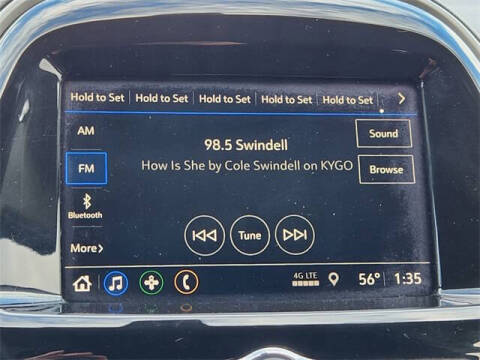 Hold to Set Hold to Set Hold to Set Hold to Set Hold to Set >
AM
98.5 Swindell
Sound
FM
How Is She by Cole Swindell on KYGO
Browse
Bluetooth
Tune
More >
4G LTE 56° 1:35